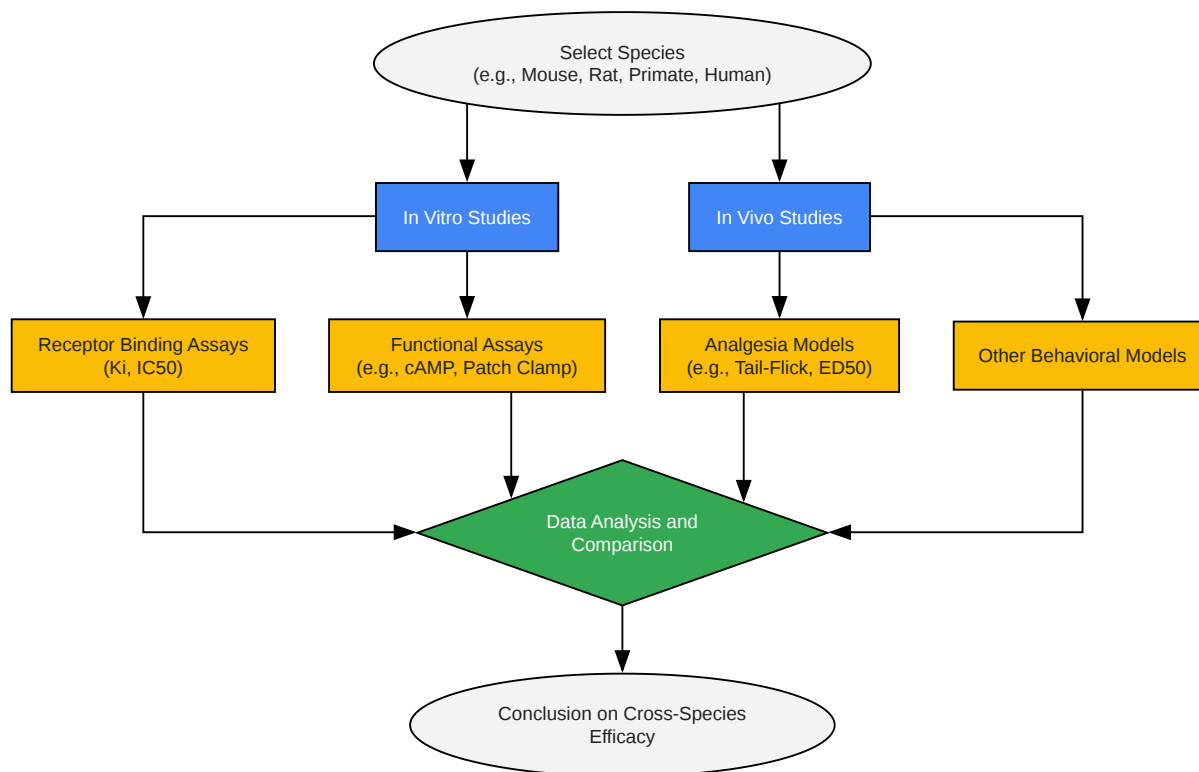 Select Species
(e.g., Mouse, Rat, Primate, Human)
In Vitro Studies
In Vivo Studies
Receptor Binding Assays
(Ki, IC50)
Functional Assays
(e.g., cAMP, Patch Clamp)
Analgesia Models
(e.g., Tail-Flick, ED50)
Other Behavioral Models
Data Analysis and
Comparison
Conclusion on Cross-Species
Efficacy